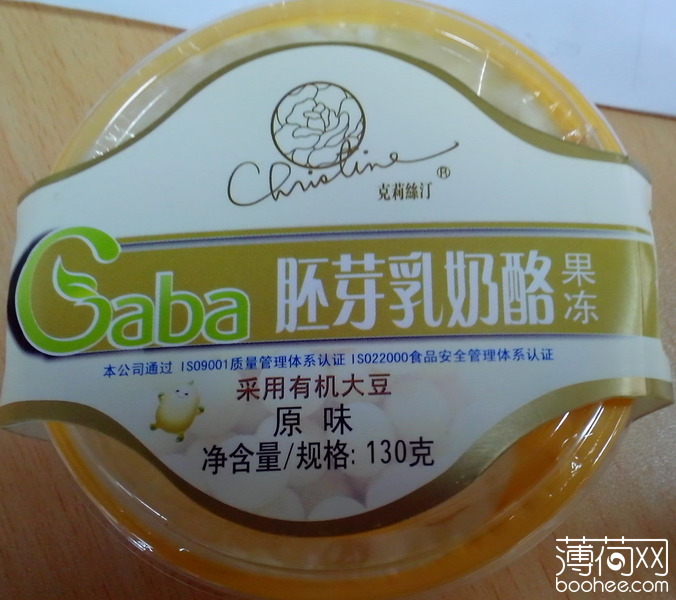 Christine®
克莉絲汀
Gaba 胚芽乳奶酪果冻
本公司通过 ISO9001质量管理体系认证 ISO22000食品安全管理体系认证
采用有机大豆
原味
净含量/规格: 130克
薄荷网
boohee.com